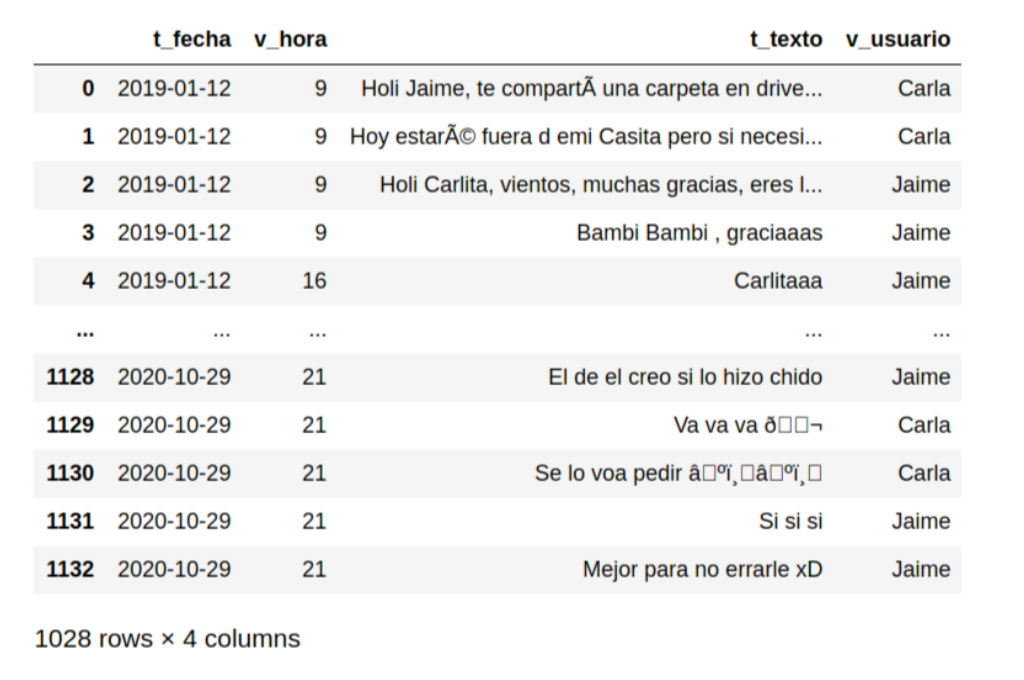 t_fecha v_hora t_texto v_usuario
0 2019-01-12 9 Holi Jaime, te compartÃ una carpeta en drive... Carla
1 2019-01-12 9 Hoy estarÃ© fuera d emi Casita pero si necesi... Carla
2 2019-01-12 9 Holi Carlita, vientos, muchas gracias, eres l... Jaime
3 2019-01-12 9 Bambi Bambi , graciaaas Jaime
4 2019-01-12 16 Carlitaaa Jaime
... ... ... ... ...
1128 2020-10-29 21 El de el creo si lo hizo chido Jaime
1129 2020-10-29 21 Va va va ð□□¬ Carla
1130 2020-10-29 21 Se lo voa pedir â□ºï¸□â□ºï¸□ Carla
1131 2020-10-29 21 Si si si Jaime
1132 2020-10-29 21 Mejor para no errarle xD Jaime
1028 rows × 4 columns